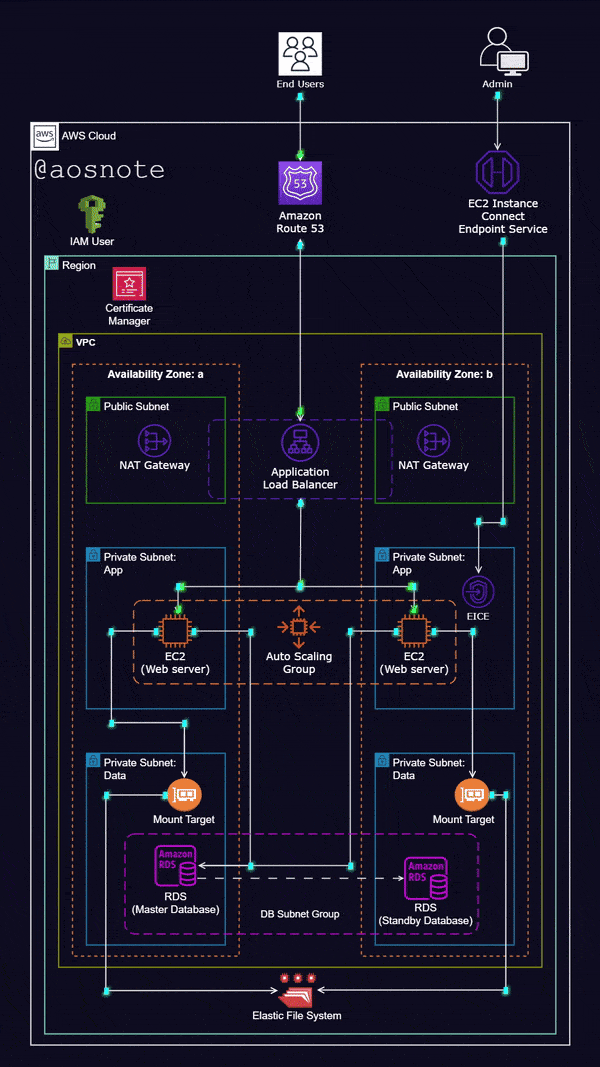 End Users
Admin
aws
AWS Cloud
@aosnote
53
IAM User
Amazon
Route 53
EC2 Instance
Connect
Endpoint Service
Region
Certificate
Manager
VPC
Availability Zone: a
Availability Zone: b
Public Subnet
Public Subnet
NAT Gateway
Application
Load Balancer
NAT Gateway
Private Subnet:
App
Private Subnet:
App
EICE
EC2
(Web server)
Auto Scaling
Group
EC2
(Web server)
Private Subnet:
Data
Private Subnet:
Data
Mount Target
Mount Target
Amazon
RDS
Amazon
RDS
RDS
(Master Database)
DB Subnet Group
RDS
(Standby Database)
Elastic File System